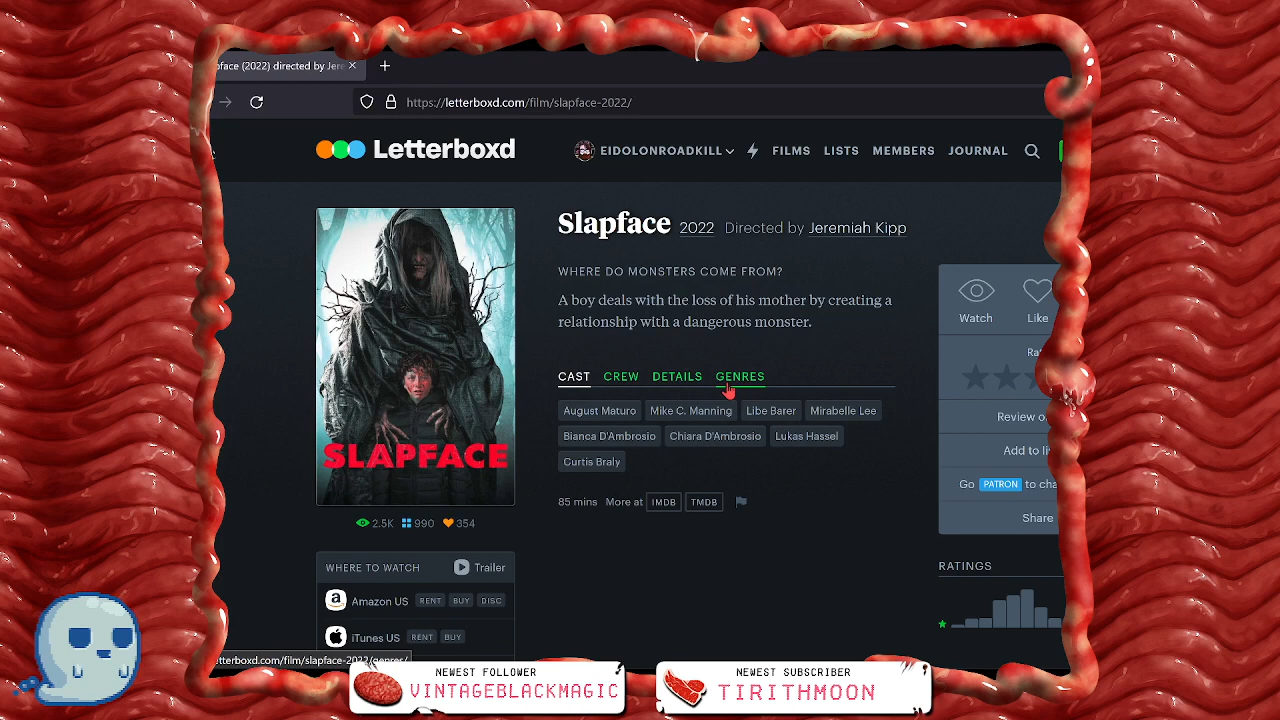 pface (2022) directed by Jere
https://letterboxd.com/film/slapface-2022/
Letterboxd
EIDOLONROADKILL FILMS LISTS MEMBERS JOURNAL
Slapface 2022 Directed by Jeremiah Kipp
WHERE DO MONSTERS COME FROM?
A boy deals with the loss of his mother by creating a
relationship with a dangerous monster.
CAST CREW DETAILS GENRES
August Maturo Mike C. Manning Libe Barer Mirabelle Lee
Bianca D'Ambrosio Chiara D'Ambrosio Lukas Hassel
Curtis Braly
85 mins More at IMDB TMDB
SLAPFACE
2.5K 990 354
WHERE TO WATCH Trailer
Amazon US RENT BUY DISC
iTunes US RENT BUY
Watch Like
Ra
Review o
Add to li
Go PATRON to cha
Share
RATINGS
etterboxd.com/film/slapface-2022/genres/
NEWEST FOLLOWER
VINTAGEBLACKMAGIC
NEWEST SUBSCRIBER
TIRITHMOON